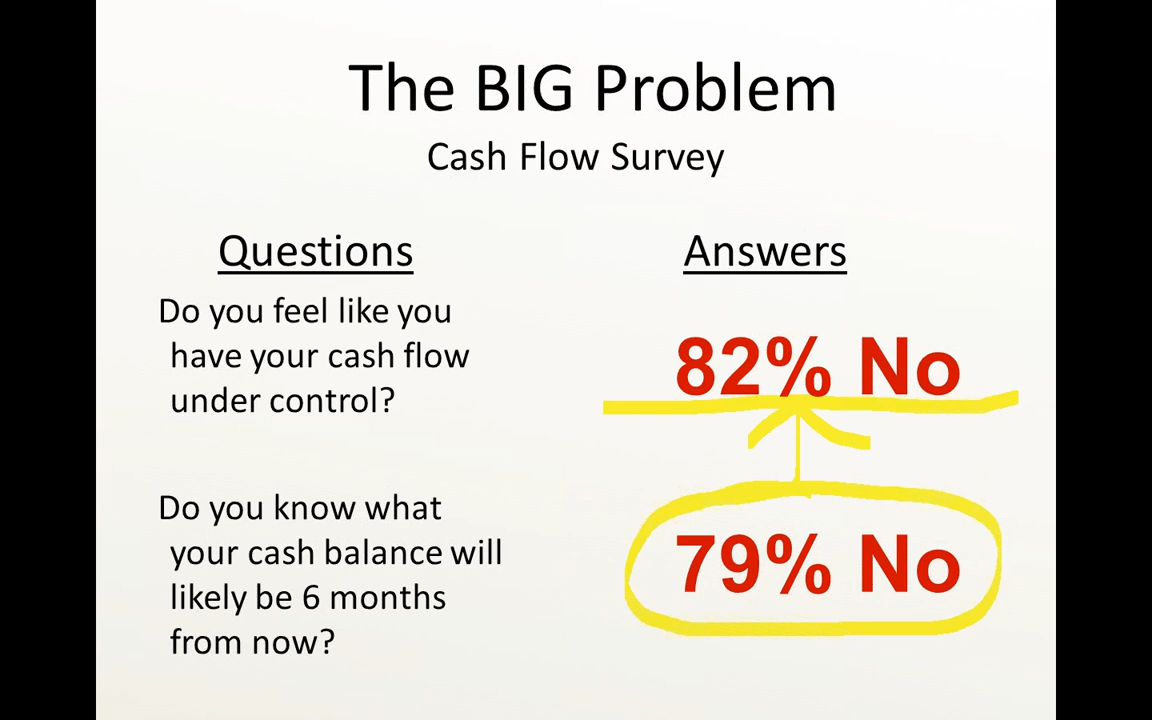 The BIG Problem
Cash Flow Survey
Questions
Answers
Do you feel like you
have your cash flow
under control?
82% No
Do you know what
your cash balance will
likely be 6 months
from now?
79% No